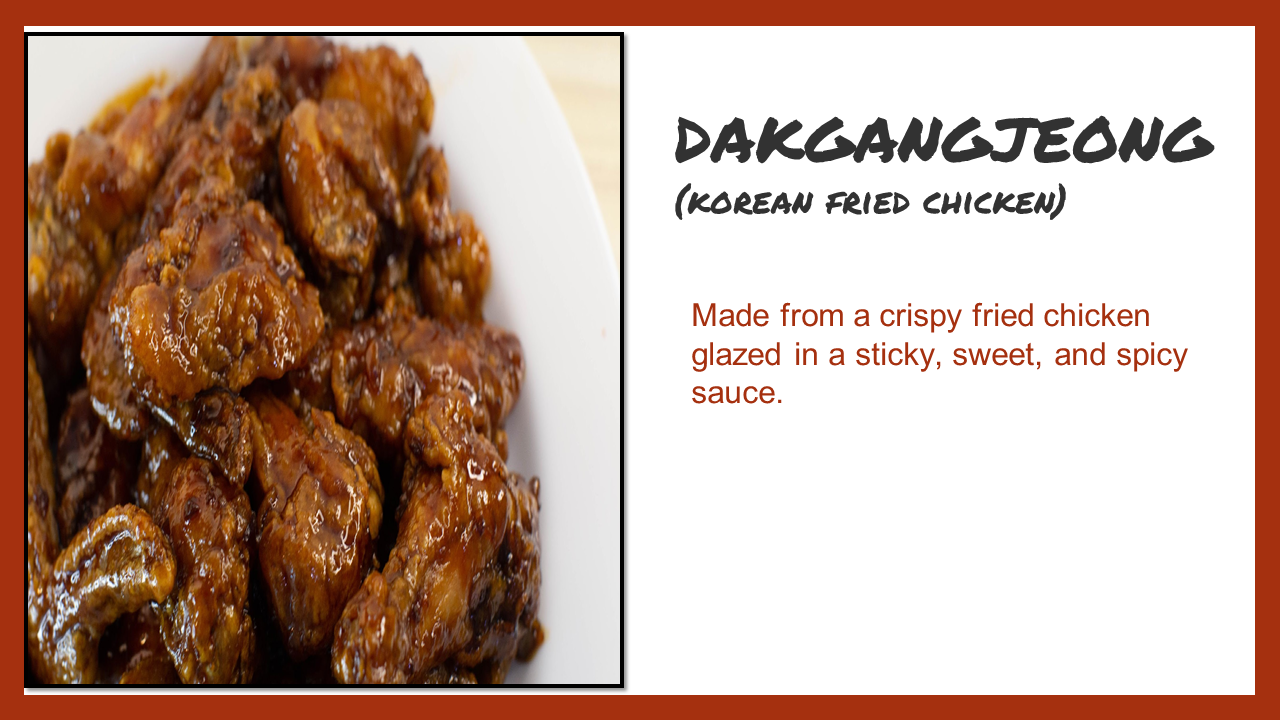 DAKGANGJEONG
(KOREAN FRIED CHICKEN)
Made from a crispy fried chicken
glazed in a sticky, sweet, and spicy
sauce.